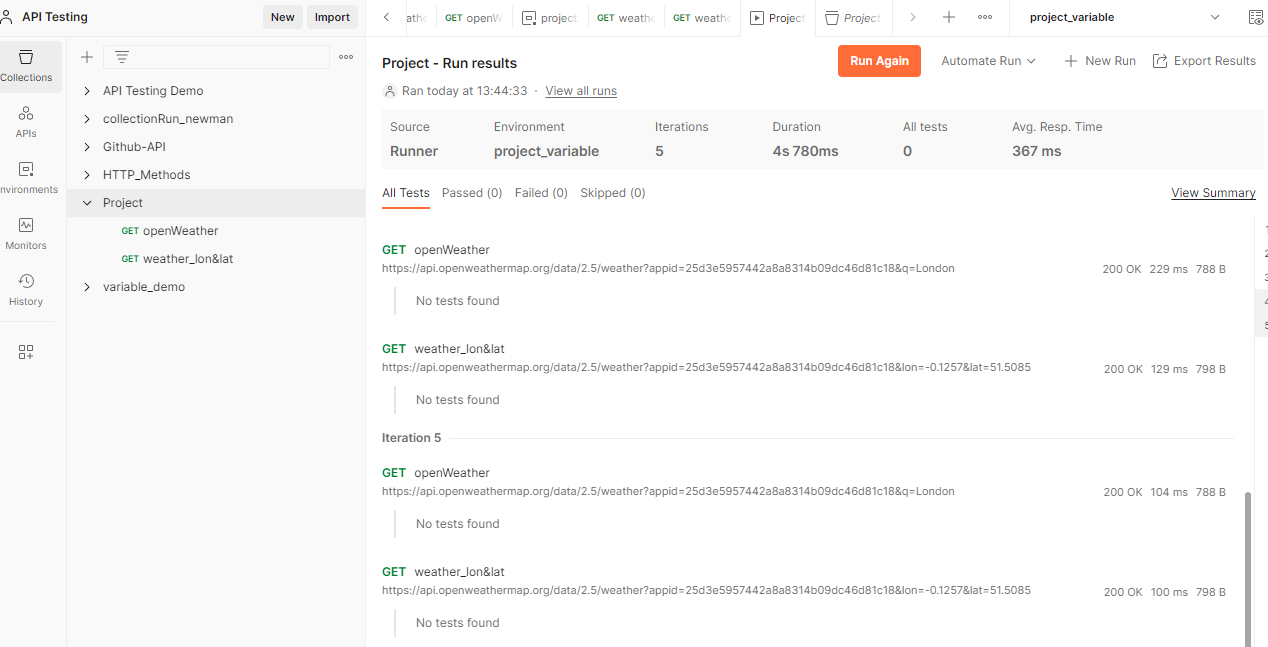 API Testing
New
Import
GET openW
project
GET weathe
GET weathe
Project
Project
project_variable
Collections
APIs
nvironments
Monitors
History
API Testing Demo
collectionRun_newman
Github-API
HTTP_Methods
Project
GET openWeather
GET weather_lon&lat
variable_demo
Project - Run results
Run Again
Automate Run
New Run
Export Results
Ran today at 13:44:33 · View all runs
Source Environment Iterations Duration All tests Avg. Resp. Time
Runner project_variable 5 4s 780ms 0 367 ms
All Tests Passed (0) Failed (0) Skipped (0) View Summary
GET openWeather
https://api.openweathermap.org/data/2.5/weather?appid=25d3e5957442a8a8314b09dc46d81c18&q=London 200 OK 229 ms 788 B
No tests found
GET weather_lon&lat
https://api.openweathermap.org/data/2.5/weather?appid=25d3e5957442a8a8314b09dc46d81c18&lon=-0.1257&lat=51.5085 200 OK 129 ms 798 B
No tests found
Iteration 5
GET openWeather
https://api.openweathermap.org/data/2.5/weather?appid=25d3e5957442a8a8314b09dc46d81c18&q=London 200 OK 104 ms 788 B
No tests found
GET weather_lon&lat
https://api.openweathermap.org/data/2.5/weather?appid=25d3e5957442a8a8314b09dc46d81c18&lon=-0.1257&lat=51.5085 200 OK 100 ms 798 B
No tests found